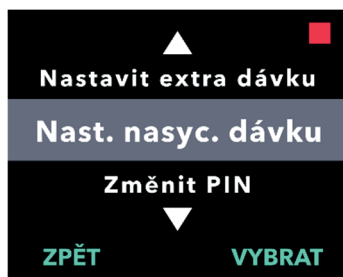 Nastavit extra dávku
Nast. nasyc. dávku
Změnit PIN
ZPĚT VYBRAT